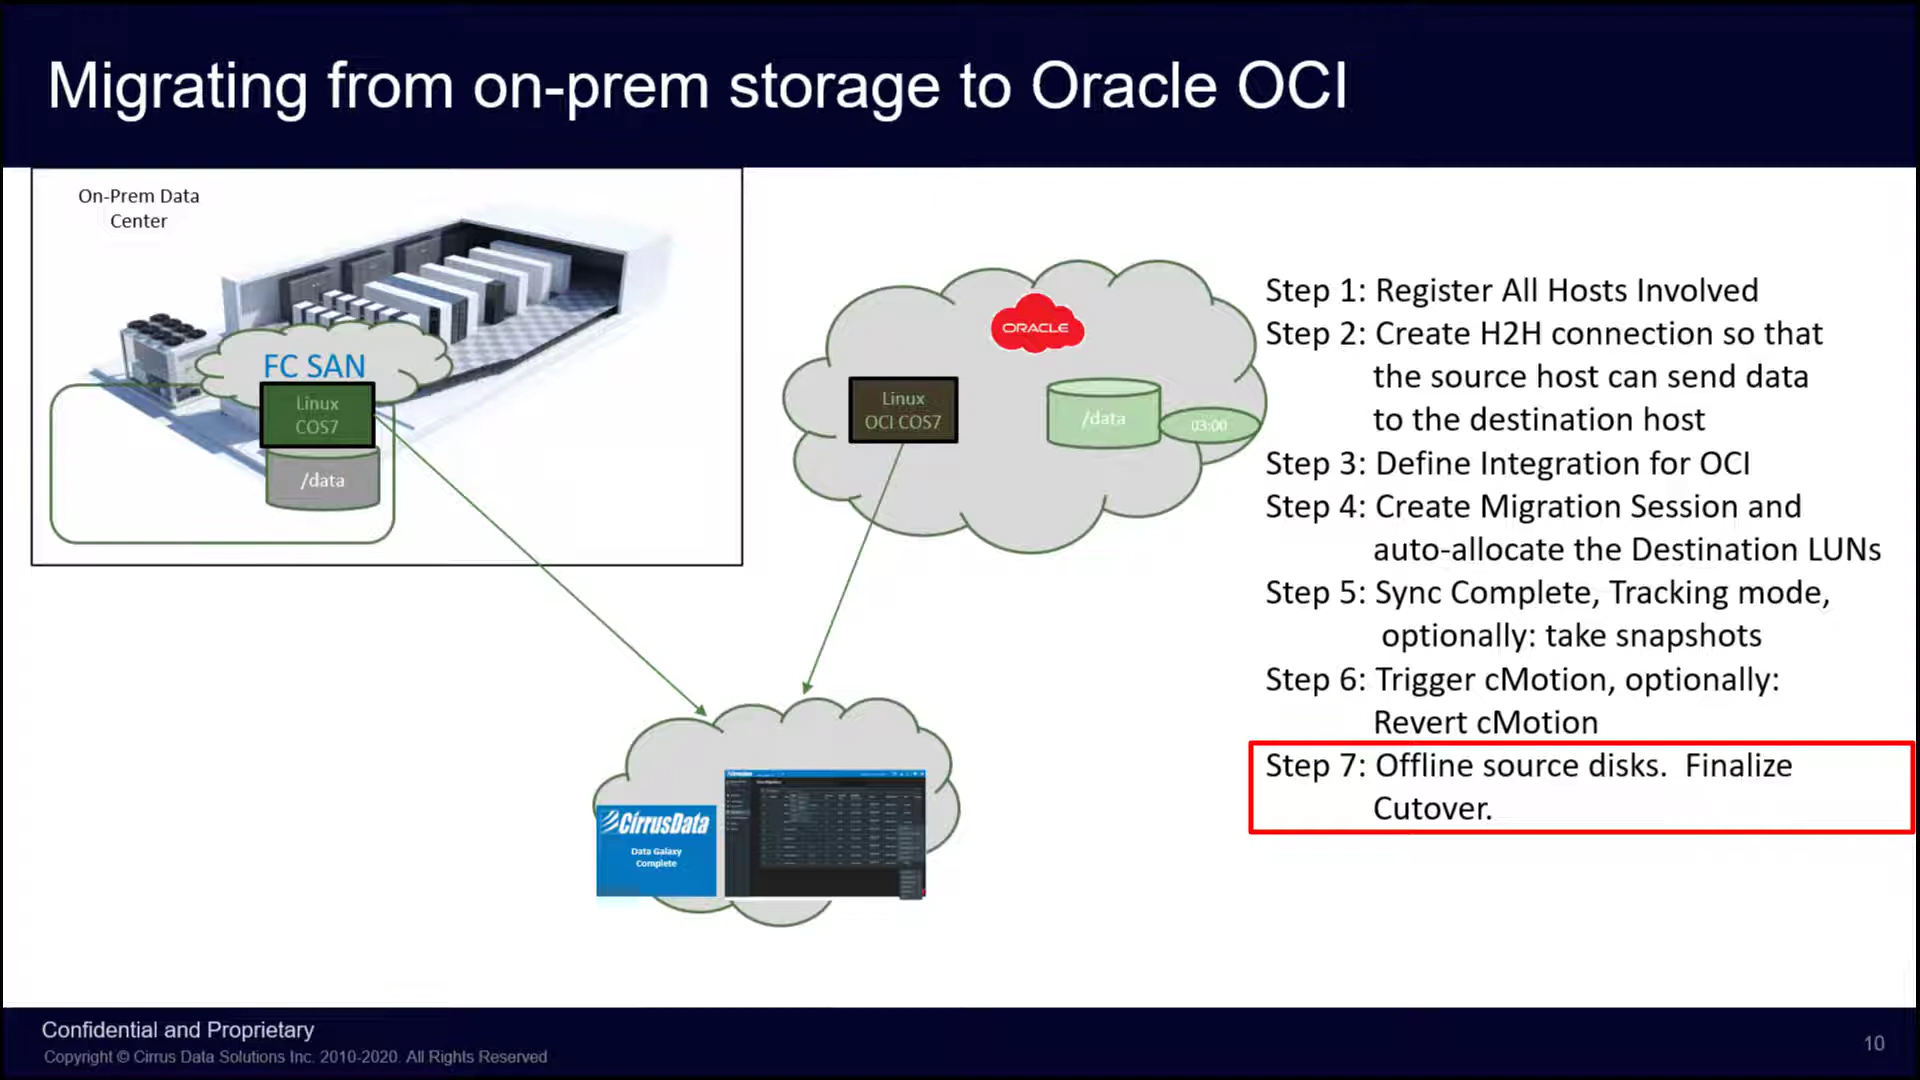 Migrating from on-prem storage to Oracle OCI
On-Prem Data
Center
FC SAN
Linux
COS7
/data
ORACLE
Linux
OCI COS7
/data
03:00
Step 1: Register All Hosts Involved
Step 2: Create H2H connection so that
the source host can send data
to the destination host
Step 3: Define Integration for OCI
Step 4: Create Migration Session and
auto-allocate the Destination LUNs
Step 5: Sync Complete, Tracking mode,
optionally: take snapshots
Step 6: Trigger cMotion, optionally:
Revert cMotion
Step 7: Offline source disks.  Finalize
Cutover.
CirrusData
Data Galaxy
Complete
Confidential and Proprietary
Copyright © Cirrus Data Solutions Inc. 2010-2020. All Rights Reserved
10